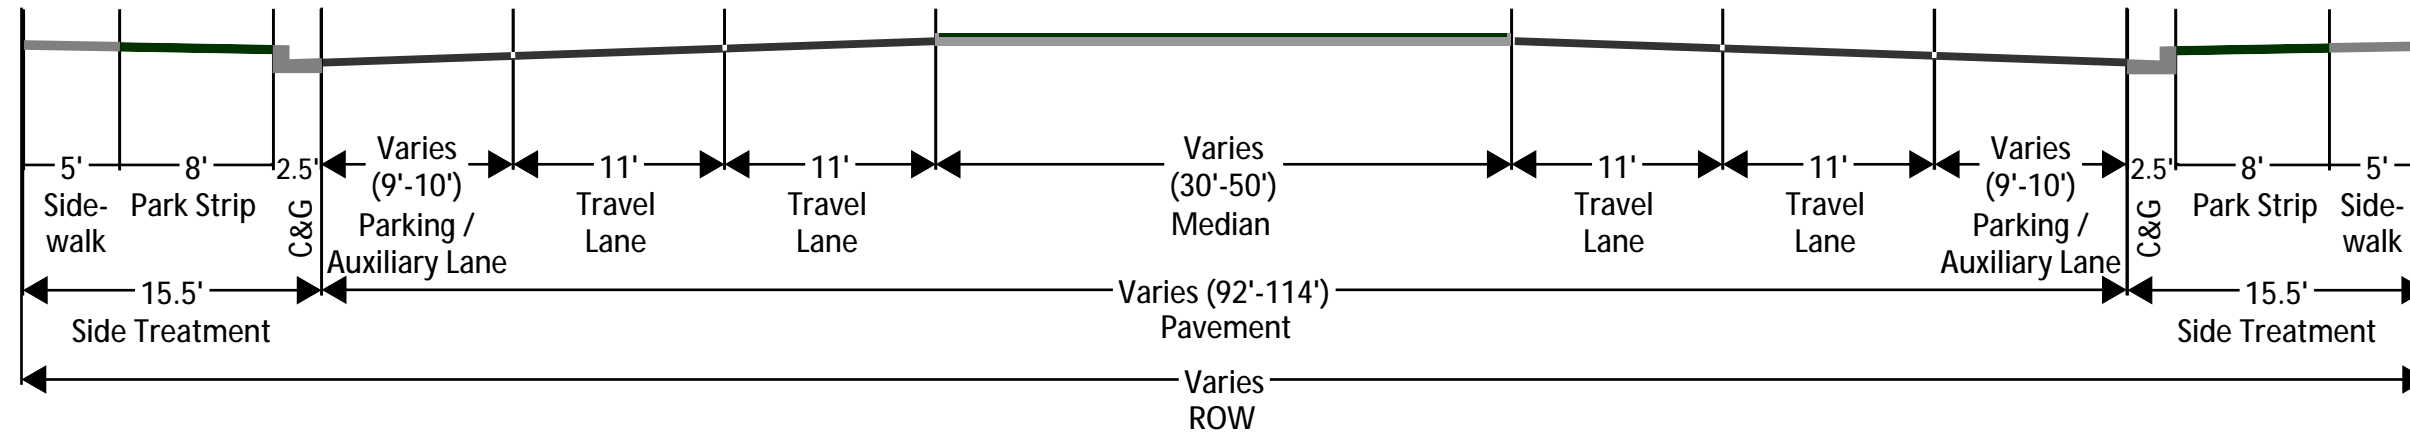 5' 8' 2.5' Varies (9'-10') 11' 11' Varies (30'-50') 11' 11' Varies (9'-10') 2.5' 8' 5'
Side-
walk
Park Strip
C&G
Parking /
Auxiliary Lane
Travel
Lane
Travel
Lane
Median
Travel
Lane
Travel
Lane
Parking /
Auxiliary Lane
C&G
Park Strip
Side-
walk
15.5'
Side Treatment
Varies (92'-114')
Pavement
15.5'
Side Treatment
Varies
ROW